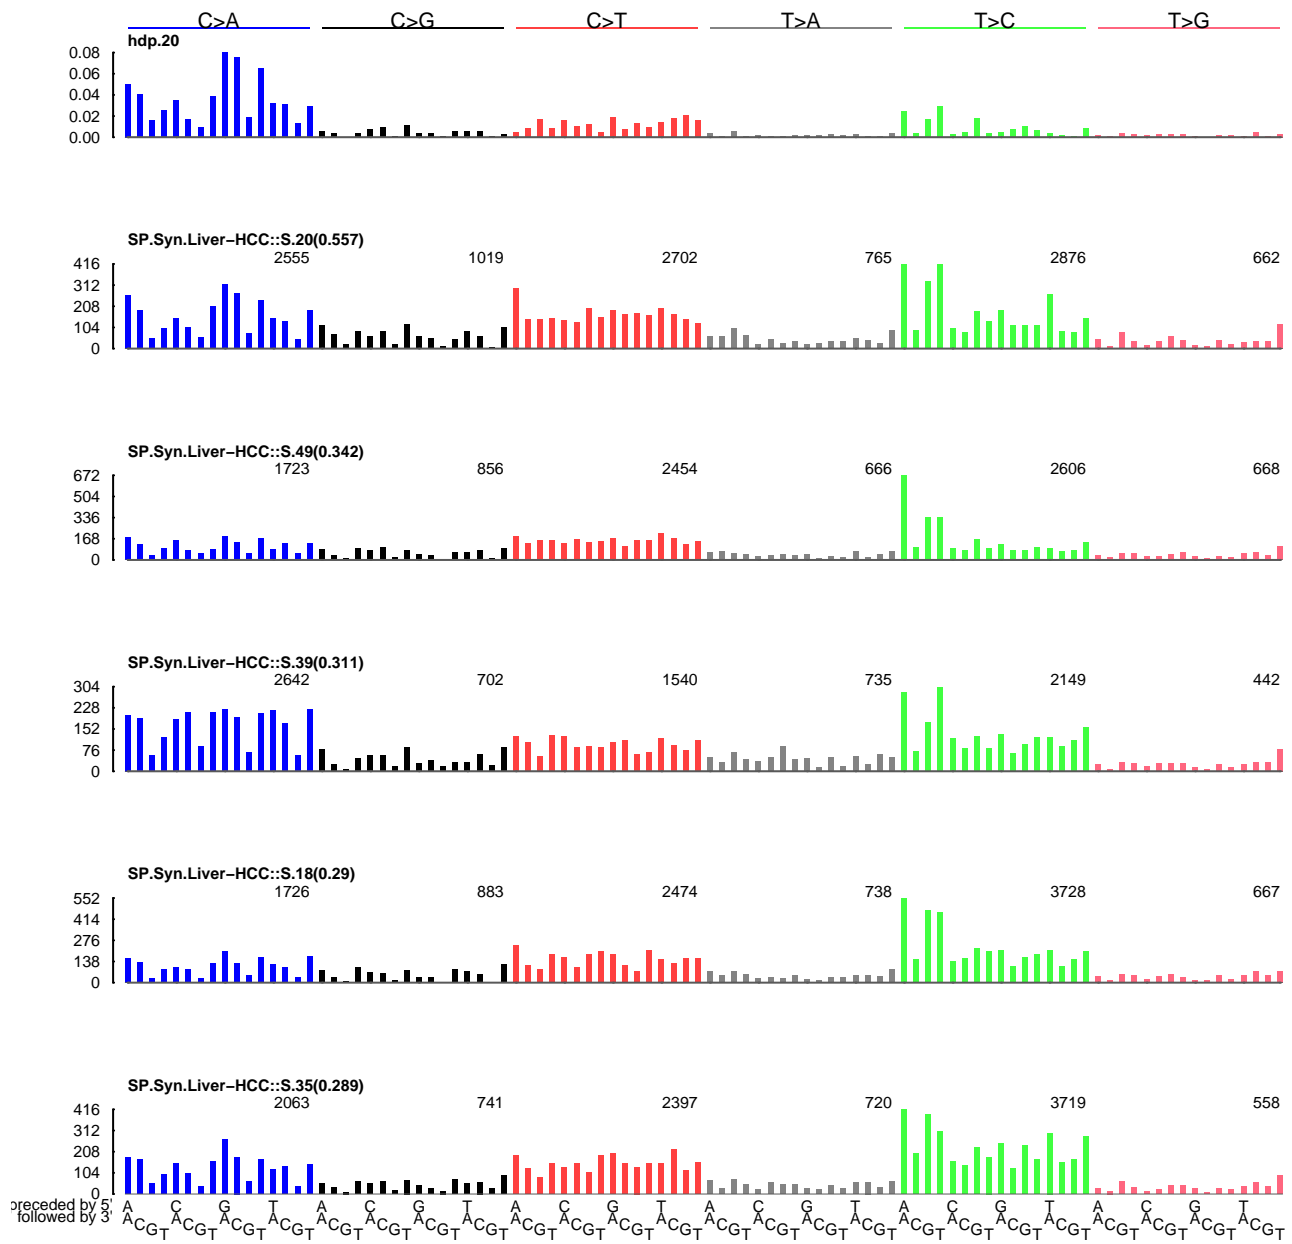 C>A C>G C>T T>A T>C T>G
hdp.20
0.08
0.06
0.04
0.02
0.00
SP.Syn.Liver−HCC::S.20(0.557)
2555 1019 2702 765 2876 662
416
312
208
104
0
SP.Syn.Liver−HCC::S.49(0.342)
1723 856 2454 666 2606 668
672
504
336
168
0
SP.Syn.Liver−HCC::S.39(0.311)
2642 702 1540 735 2149 442
304
228
152
76
0
SP.Syn.Liver−HCC::S.18(0.29)
1726 883 2474 738 3728 667
552
414
276
138
0
SP.Syn.Liver−HCC::S.35(0.289)
2063 741 2397 720 3719 558
416
312
208
104
0
preceded by 5' A C G T A C G T A C G T A C G T A C G T A C G T
followed by 3' A C G T A C G T A C G T A C G T A C G T A C G T A C G T A C G T A C G T A C G T A C G T A C G T A C G T A C G T A C G T A C G T A C G T A C G T A C G T A C G T A C G T A C G T A C G T A C G T